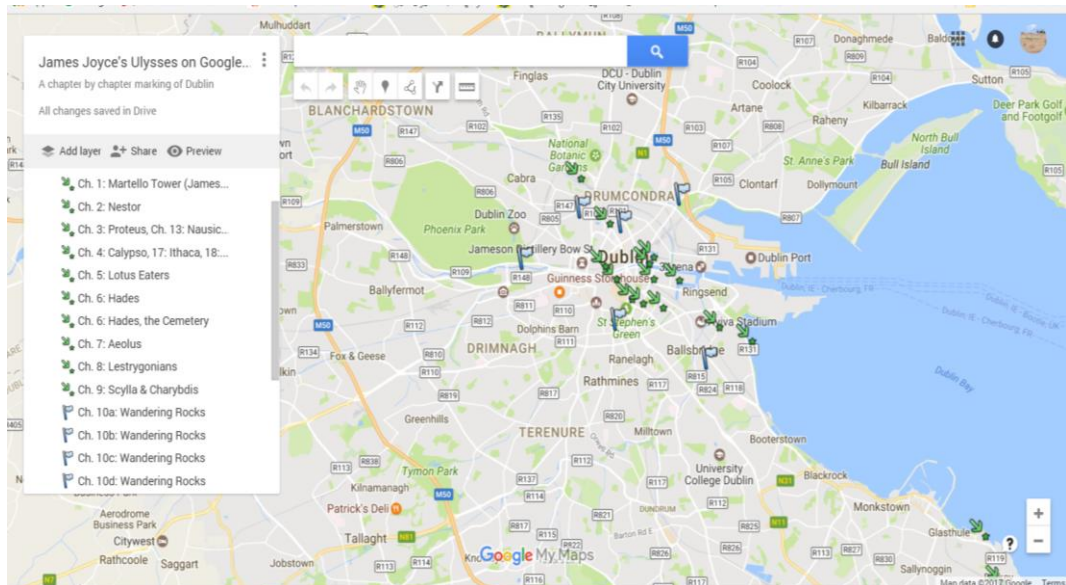 James Joyce's Ulysses on Google...
A chapter by chapter marking of Dublin
All changes saved in Drive
Add layer Share Preview
Ch. 1: Martello Tower (James...
Ch. 2: Nestor
Ch. 3: Proteus, Ch. 13: Nausic...
Ch. 4: Calypso, 17: Ithaca, 18:...
Ch. 5: Lotus Eaters
Ch. 6: Hades
Ch. 6: Hades, the Cemetery
Ch. 7: Aeolus
Ch. 8: Lestrygonians
Ch. 9: Scylla & Charybdis
Ch. 10a: Wandering Rocks
Ch. 10b: Wandering Rocks
Ch. 10c: Wandering Rocks
Ch. 10d: Wandering Rocks
Mulhuddart
R107
Donaghmede
R104
R809
Sutton
R105
Finglas
DCU - Dublin
City University
Coolock
Artane
Kilbarrack
Raheny
Deer Park Golf
and Footgolf
BLANCHARDSTOWN
M50
R147
R102
R135
R103
N1
North Bull
Island
Bull Island
St. Anne's Park
National
Botanic
Cabra
R806
DRUMCONDRA
Clontarf
Dollymount
R807
Palmerstown
Phoenix Park
Dublin Zoo
R805
Jameson Distillery Bow St
R131
Dublin Port
R833
R148
R109
Ballyfermot
Guinness Storehouse
Ringsend
R811
R110
R112
R812
Dolphins Barn
R111
St Stephen's
Green
R134
Fox & Geese
R810
DRIMNAGH
Ranelagh
R815
R824
R118
R819
R817
Rathmines
R117
Dublin Bay
Greenhills
R820
TERENURE
Milltown
Booterstown
R113
R838
Tymon Park
R137
R114
University
College Dublin
N31
Blackrock
Kilnamanagh
Patrick's Deli
R821
DUNDRUM
R825
Monkstown
Aerodrome
Business Park
Citywest
Rathcoole
Saggart
Tallaght
N81
Jobstown
Barton Rd E
N11
R826
R827
R830
Glasthule
R119
Sallynoggin
N7
R116
Google My Maps
Map data ©2017 Google Terms